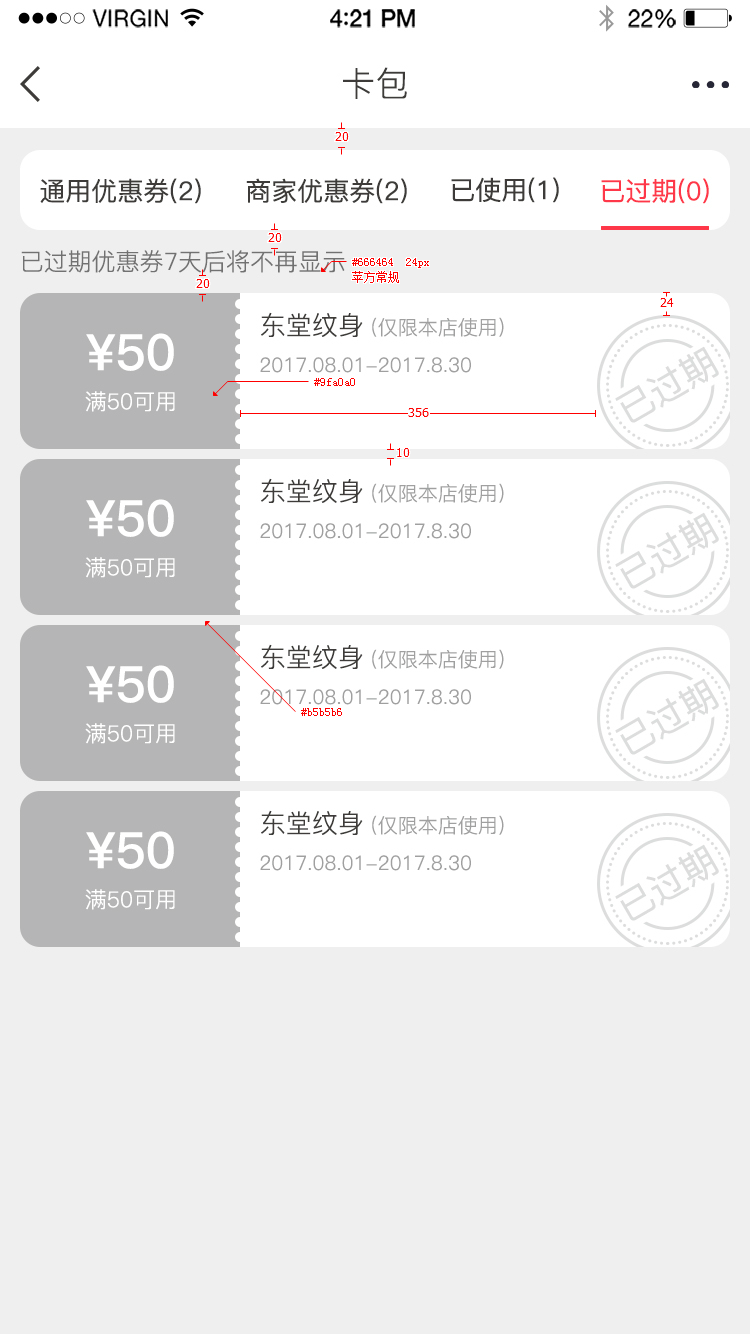 VIRGIN 4:21 PM 22%
卡包
20
通用优惠券(2) 商家优惠券(2) 已使用(1) 已过期(0)
20
已过期优惠券7天后将不再显示 #666464 24px
苹方常规
20
24
¥50
满50可用
东堂纹身 (仅限本店使用)
2017.08.01-2017.8.30
#9fa0a0
356
已过期
10
¥50
满50可用
东堂纹身 (仅限本店使用)
2017.08.01-2017.8.30
已过期
¥50
满50可用
东堂纹身 (仅限本店使用)
2017.08.01-2017.8.30
#b5b5b6
已过期
¥50
满50可用
东堂纹身 (仅限本店使用)
2017.08.01-2017.8.30
已过期